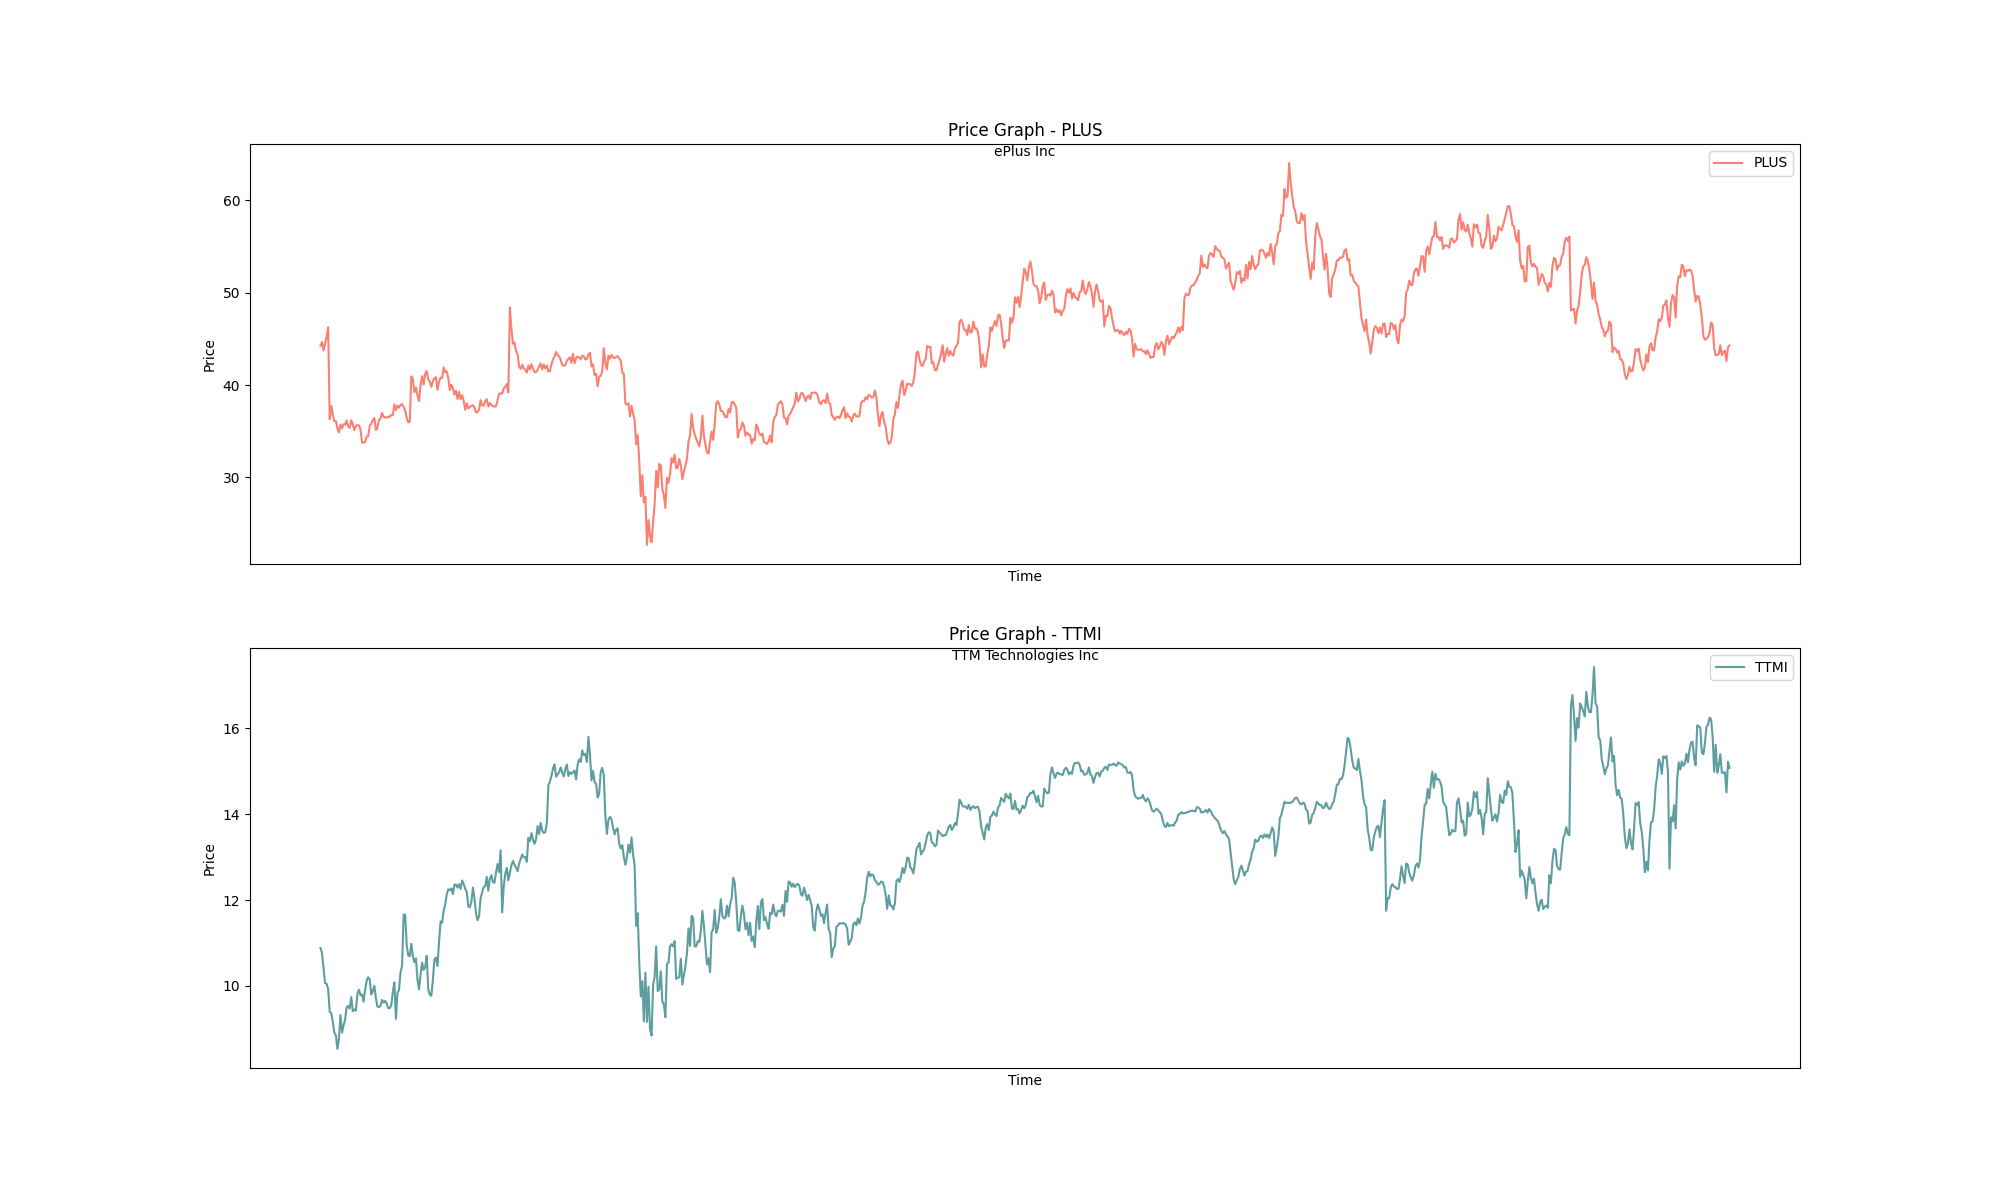 Price Graph - PLUS
ePlus Inc
PLUS
60
50
40
30
Price
Time
Price Graph - TTMI
TTM Technologies Inc
TTMI
16
14
12
10
Price
Time